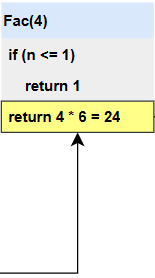 Fac(4)
if (n <= 1)
return 1
return 4 * 6 = 24